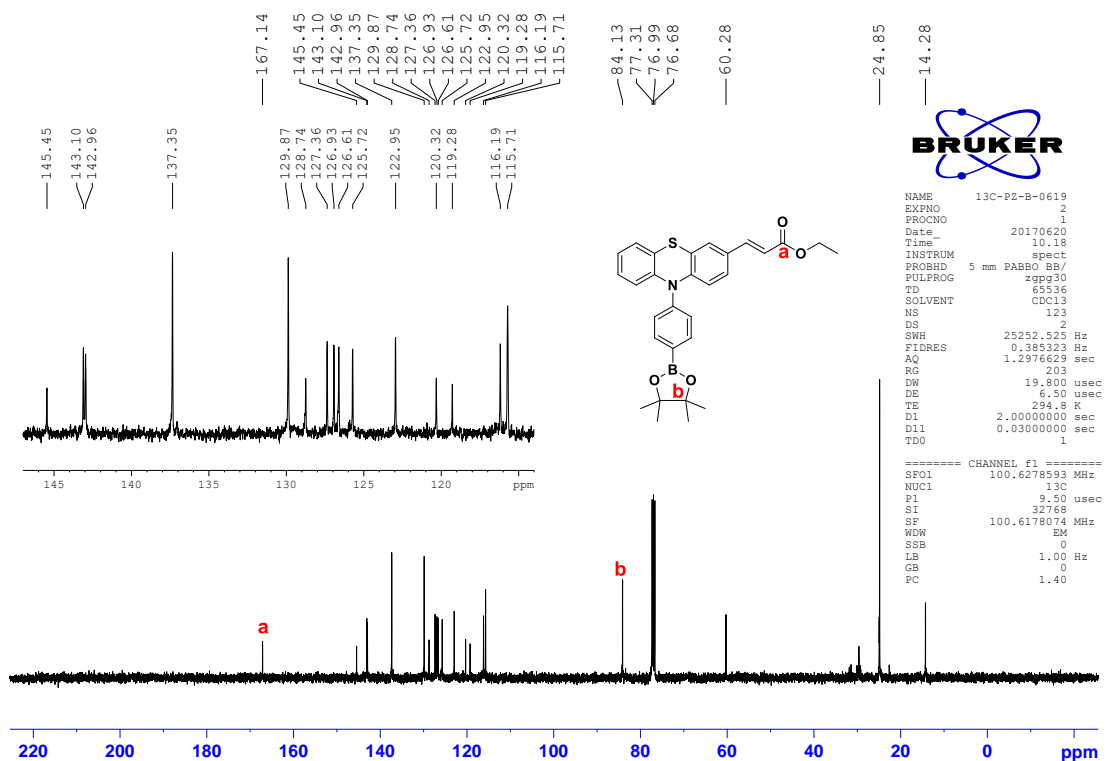 167.14
145.45
143.10
142.96
137.35
129.87
128.74
127.36
126.93
126.61
125.72
122.95
120.32
119.28
116.19
115.71
84.13
77.31
76.99
76.68
60.28
24.85
14.28
145.45
143.10
142.96
137.35
129.87
128.74
127.36
126.93
126.61
125.72
122.95
120.32
119.28
116.19
115.71
145 140 135 130 125 120 ppm
BRUKER
NAME 13C-PZ-B-0619
EXPNO 2
PROCNO 1
Date_ 20170620
Time 10.18
INSTRUM spect
PROBHD 5 mm PABBO BB/
PULPROG zgpg30
TD 65536
SOLVENT CDCl3
NS 123
DS 2
SWH 25252.525 Hz
FIDRES 0.385323 Hz
AQ 1.2976629 sec
RG 203
DW 19.800 usec
DE 6.50 usec
TE 294.8 K
D1 2.00000000 sec
D11 0.03000000 sec
TD0 1
======== CHANNEL f1 ========
SFO1 100.6278593 MHz
NUC1 13C
P1 9.50 usec
SI 32768
SF 100.6178074 MHz
WDW EM
SSB 0
LB 1.00 Hz
GB 0
PC 1.40
O
S
a
O
N
B
O O
b
a
b
220 200 180 160 140 120 100 80 60 40 20 0 ppm